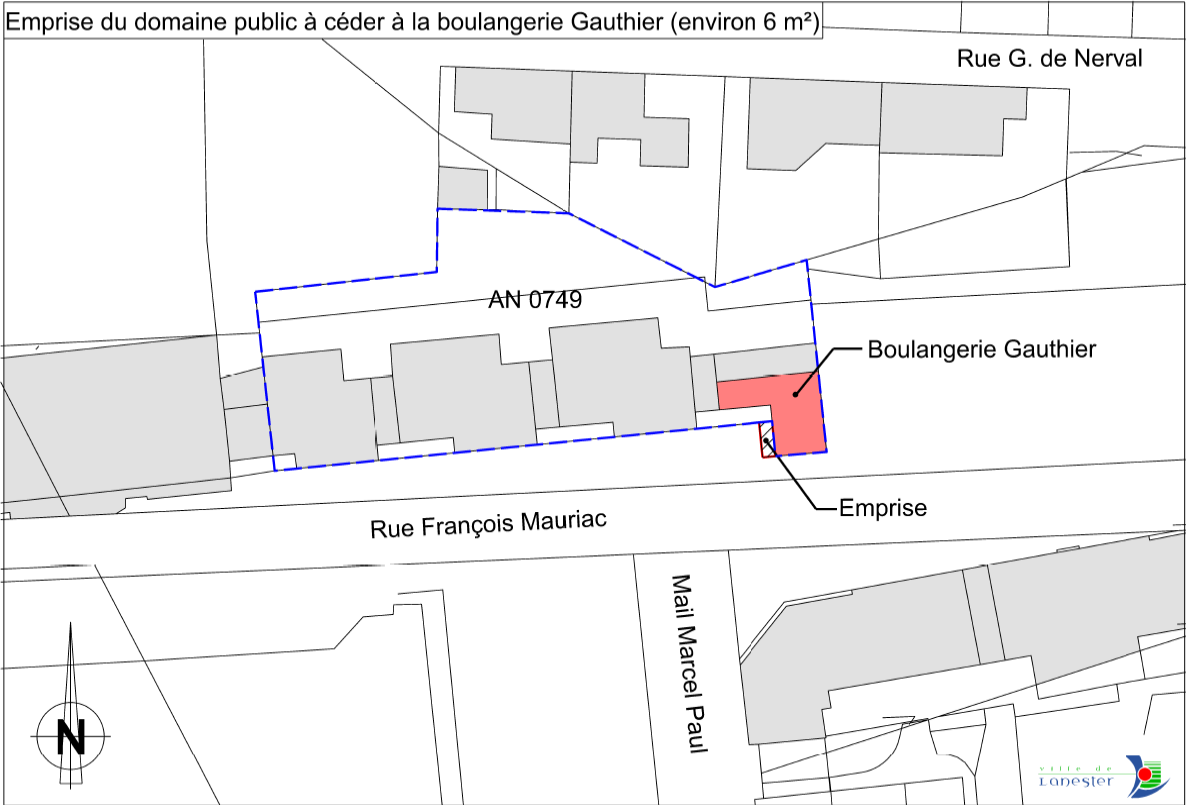 Emprise du domaine public à céder à la boulangerie Gauthier (environ 6 m²)
Rue G. de Nerval
AN 0749
Boulangerie Gauthier
Emprise
Rue François Mauriac
Mail Marcel Paul
N
ville de
Lanester